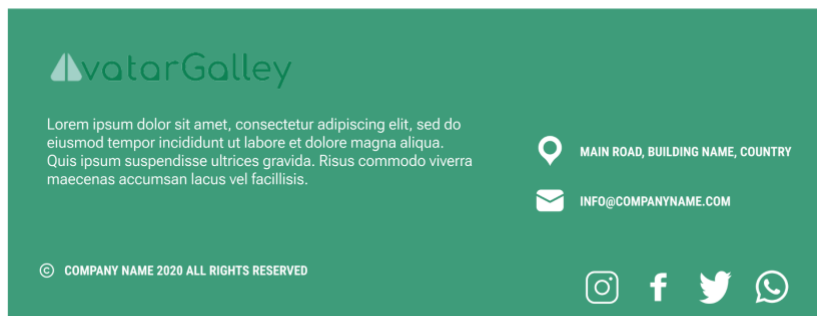 AvatarGalley
Lorem ipsum dolor sit amet, consectetur adipiscing elit, sed do
eiusmod tempor incididunt ut labore et dolore magna aliqua.
Quis ipsum suspendisse ultrices gravida. Risus commodo viverra
maecenas accumsan lacus vel facillisis.
MAIN ROAD, BUILDING NAME, COUNTRY
INFO@COMPANYNAME.COM
© COMPANY NAME 2020 ALL RIGHTS RESERVED